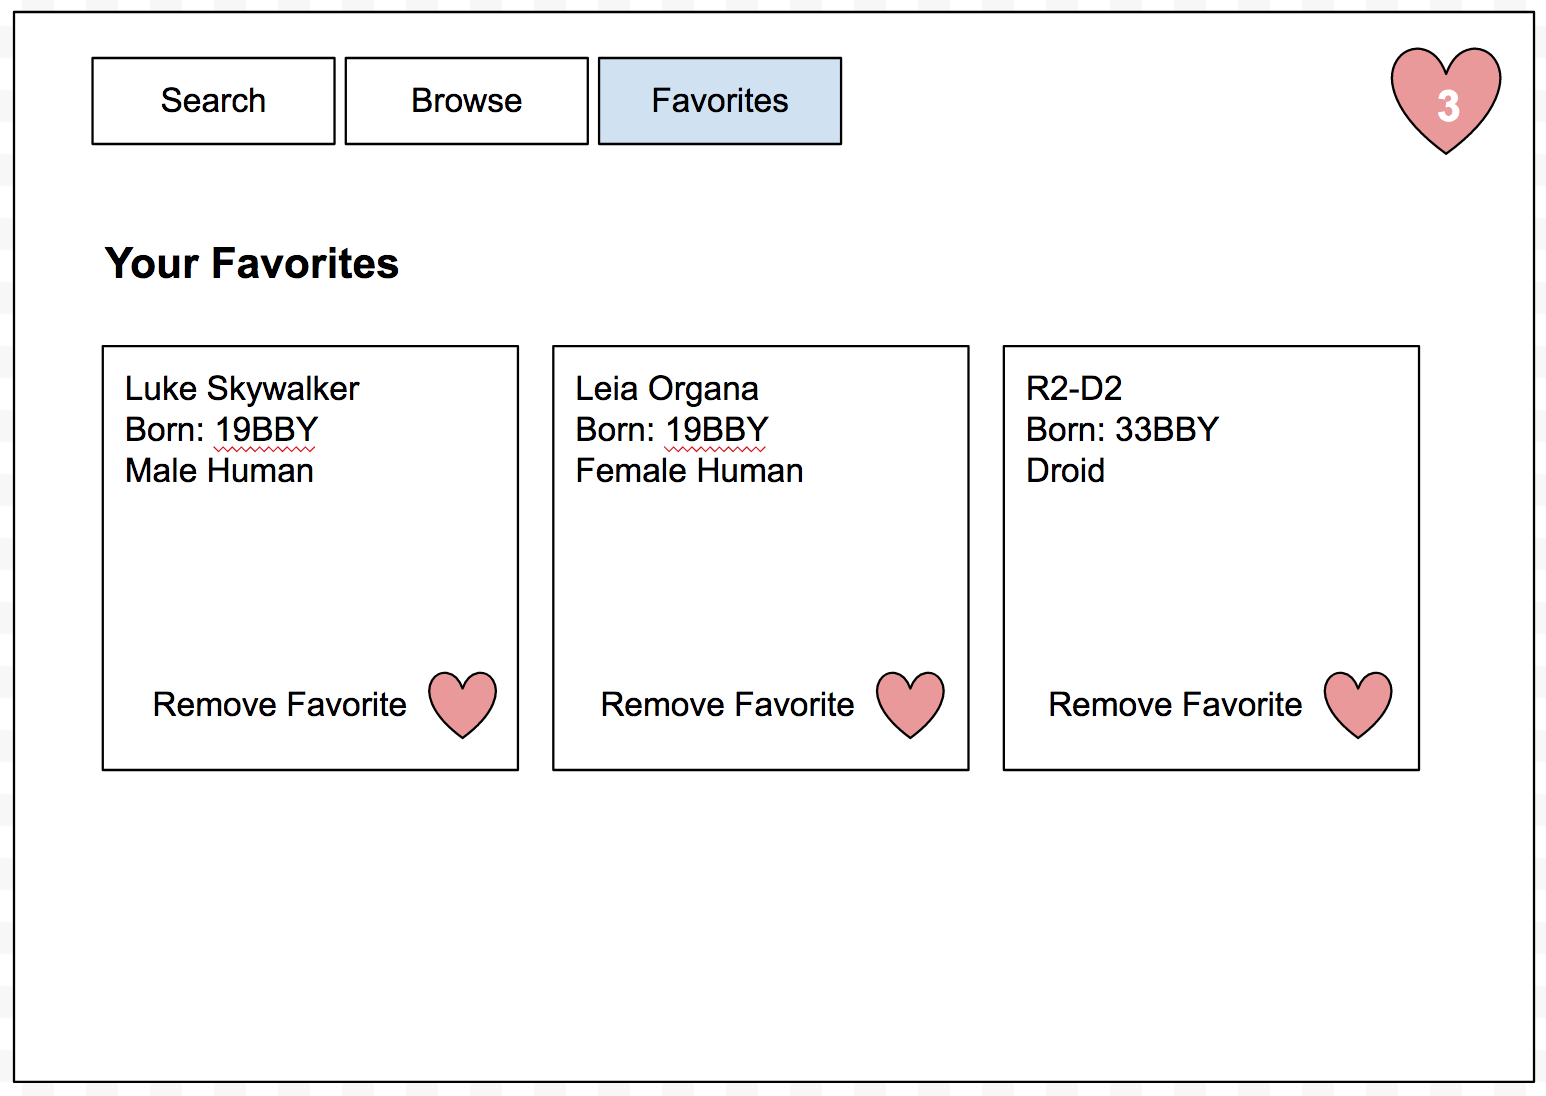 Search
Browse
Favorites
3
Your Favorites
Luke Skywalker
Born: 19BBY
Male Human
Remove Favorite
Leia Organa
Born: 19BBY
Female Human
Remove Favorite
R2-D2
Born: 33BBY
Droid
Remove Favorite